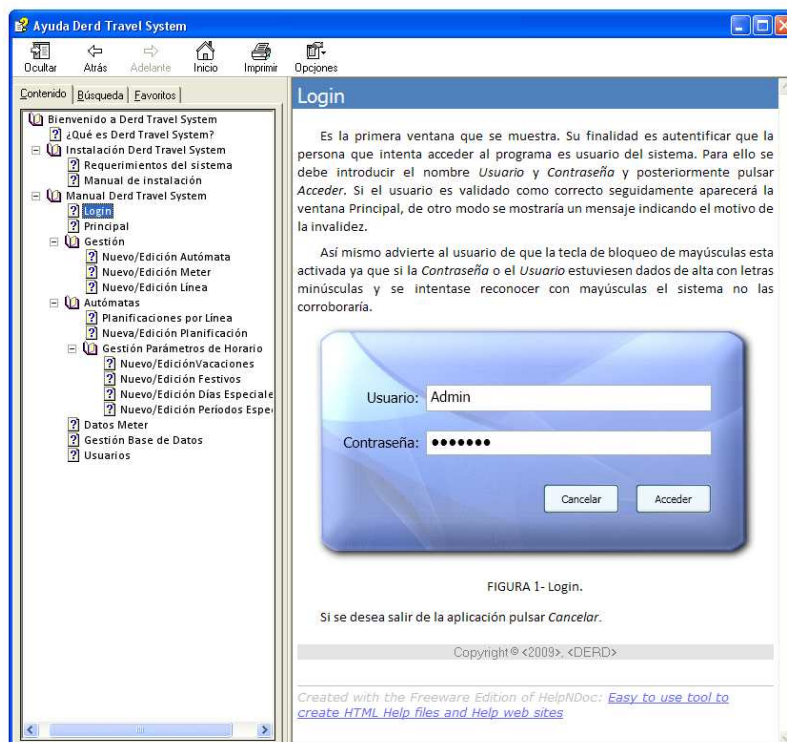 Ayuda Derd Travel System
Ocultar Atrás Adelante Inicio Imprimir Opciones
Contenido Búsqueda Favoritos
Bienvenido a Derd Travel System
¿Qué es Derd Travel System?
Instalación Derd Travel System
Requerimientos del sistema
Manual de instalación
Manual Derd Travel System
Login
Principal
Gestión
Nuevo/Edición Autómata
Nuevo/Edición Meter
Nuevo/Edición Línea
Autómatas
Planificaciones por Línea
Nueva/Edición Planificación
Gestión Parámetros de Horario
Nuevo/EdiciónVacaciones
Nuevo/Edición Festivos
Nuevo/Edición Días Especiale
Nuevo/Edición Períodos Espe
Datos Meter
Gestión Base de Datos
Usuarios
Login
Es la primera ventana que se muestra. Su finalidad es autentificar que la
persona que intenta acceder al programa es usuario del sistema. Para ello se
debe introducir el nombre Usuario y Contraseña y posteriormente pulsar
Acceder. Si el usuario es validado como correcto seguidamente aparecerá la
ventana Principal, de otro modo se mostraría un mensaje indicando el motivo de
la invalidez.
Así mismo advierte al usuario de que la tecla de bloqueo de mayúsculas esta
activada ya que si la Contraseña o el Usuario estuviesen dados de alta con letras
minúsculas y se intentase reconocer con mayúsculas el sistema no las
corroboraría.
Usuario: Admin
Contraseña: ●●●●●●●
Cancelar Acceder
FIGURA 1- Login.
Si se desea salir de la aplicación pulsar Cancelar.
Copyright © <2009>, <DERD>
Created with the Freeware Edition of HelpNDoc: Easy to use tool to
create HTML Help files and Help web sites